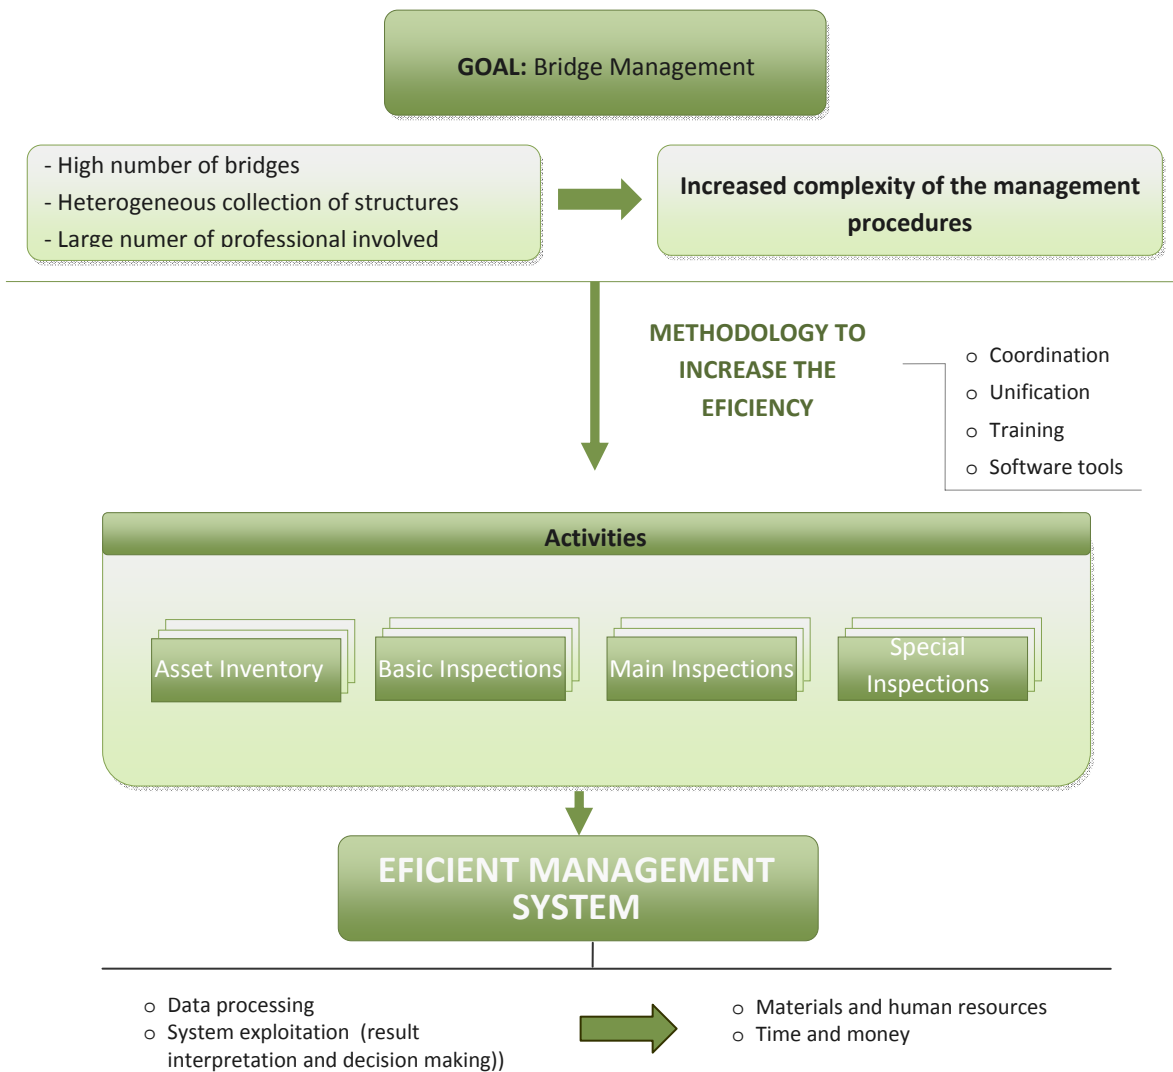 GOAL: Bridge Management
- High number of bridges
- Heterogeneous collection of structures
- Large numer of professional involved
Increased complexity of the management
procedures
METHODOLOGY TO
INCREASE THE
EFICIENCY
o Coordination
o Unification
o Training
o Software tools
Activities
Asset Inventory
Basic Inspections
Main Inspections
Special
Inspections
EFICIENT MANAGEMENT
SYSTEM
o Data processing
o System exploitation (result
interpretation and decision making))
o Materials and human resources
o Time and money